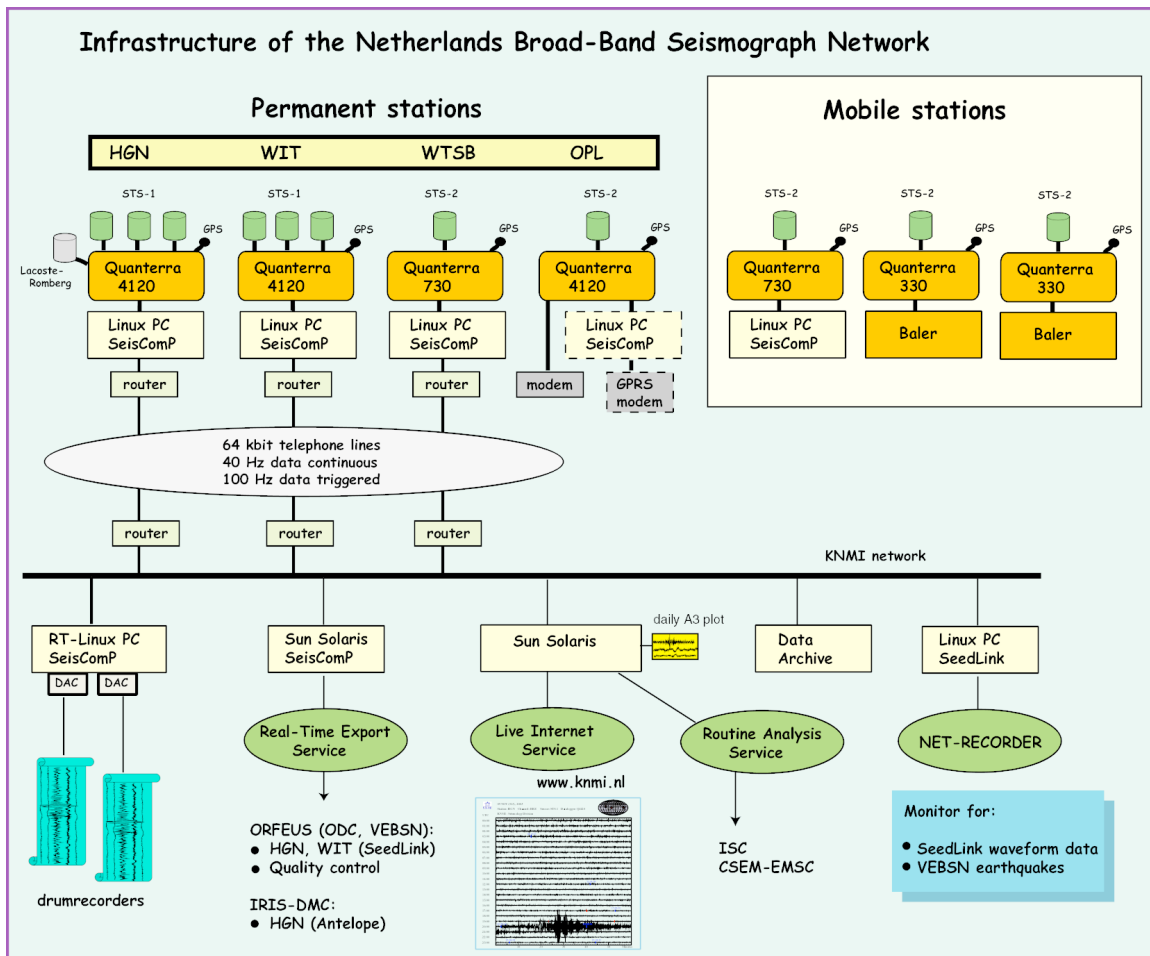 Infrastructure of the Netherlands Broad-Band Seismograph Network
Permanent stations
Mobile stations
HGN WIT WTSB OPL
STS-1 STS-1 STS-2 STS-2
STS-2 STS-2 STS-2
GPS GPS GPS GPS
GPS GPS GPS
Lacoste-
Romberg
Quanterra
4120
Quanterra
4120
Quanterra
730
Quanterra
4120
Quanterra
730
Quanterra
330
Quanterra
330
Linux PC
SeisComP
Linux PC
SeisComP
Linux PC
SeisComP
Linux PC
SeisComP
Linux PC
SeisComP
Baler
Baler
router
router
router
modem
GPRS
modem
64 kbit telephone lines
40 Hz data continuous
100 Hz data triggered
router
router
router
KNMI network
RT-Linux PC
SeisComP
DAC
DAC
Sun Solaris
SeisComP
Sun Solaris
daily A3 plot
Data
Archive
Linux PC
SeedLink
Real-Time Export
Service
Live Internet
Service
Routine Analysis
Service
NET-RECORDER
www.knmi.nl
drumrecorders
ORFEUS (ODC, VEBSN):
● HGN, WIT (SeedLink)
● Quality control
IRIS-DMC:
● HGN (Antelope)
ISC
CSEM-EMSC
Monitor for:
● SeedLink waveform data
● VEBSN earthquakes